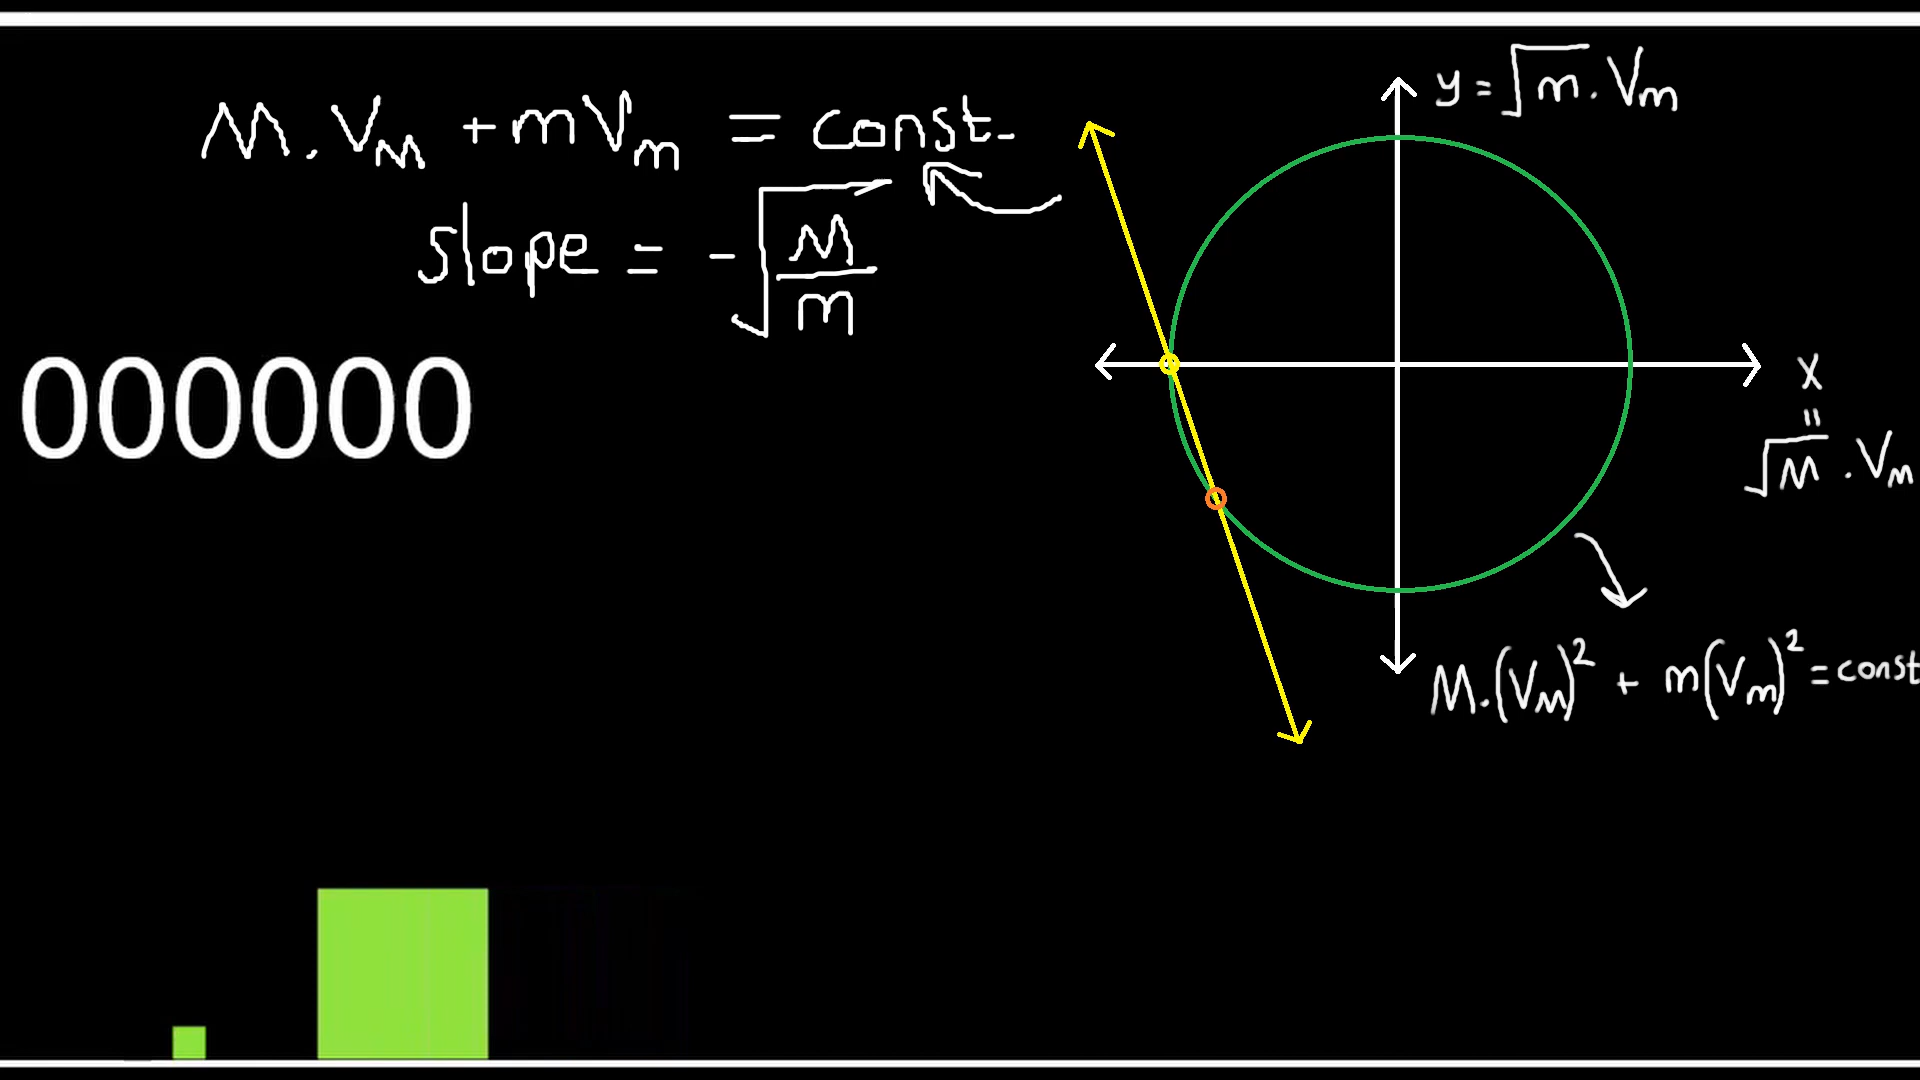 M.V_M + mV_m = const.
slope = -√(M/m)
000000
y = √m . V_m
x
=
√M . V_M
M.(V_M)² + m(V_m)² = const